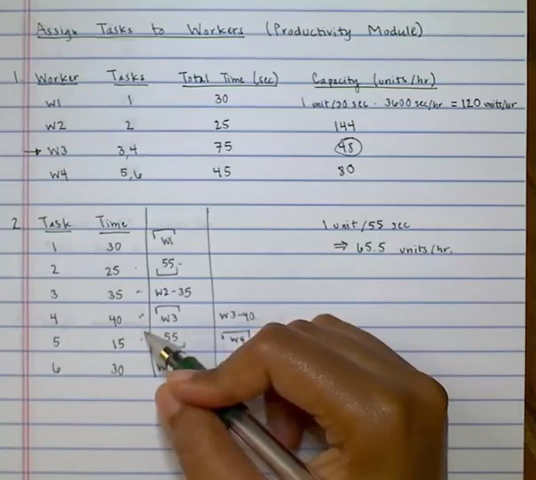 Assign Tasks to Workers (Productivity Module)
1. Worker Tasks Total Time (sec) Capacity (units/hr)
W1 1 30 1 unit/30 sec · 3600 sec/hr = 120 units/hr
W2 2 25 144
→ W3 3,4 75 48
W4 5,6 45 80
2. Task Time 1 unit/55 sec
1 30 W1 ⇒ 65.5 units/hr.
2 25 55
3 35 W2-35
4 40 W3 W3-40
5 15 55 W4
6 30